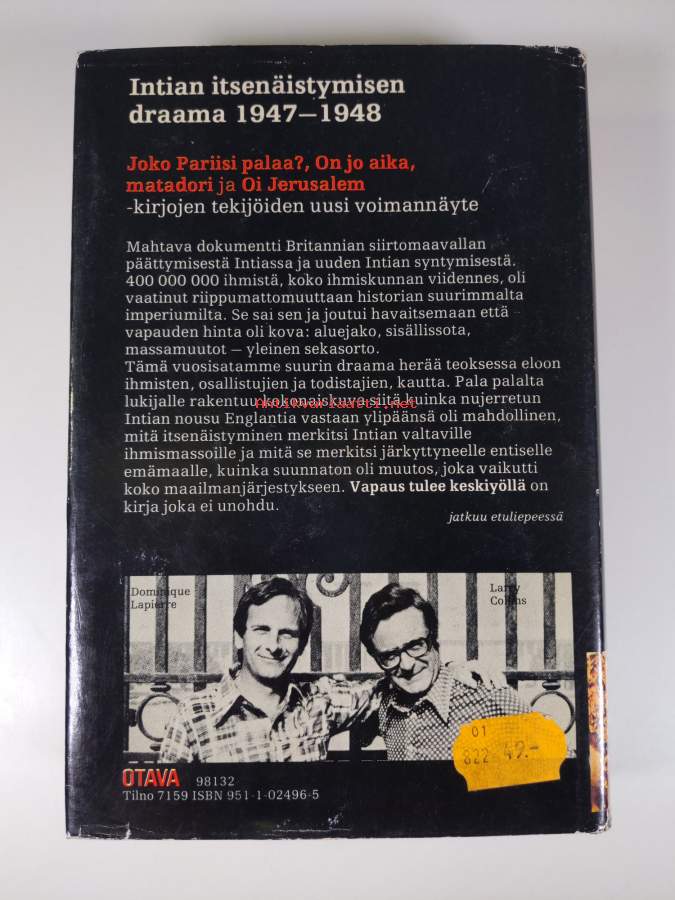 Intian itsenäistymisen
draama 1947–1948
Joko Pariisi palaa?, On jo aika,
matadori ja Oi Jerusalem
-kirjojen tekijöiden uusi voimannäyte
Mahtava dokumentti Britannian siirtomaavallan
päättymisestä Intiassa ja uuden Intian syntymisestä.
400 000 000 ihmistä, koko ihmiskunnan viidennes, oli
vaatinut riippumattomuuttaan historian suurimmalta
imperiumilta. Se sai sen ja joutui havaitsemaan että
vapauden hinta oli kova: aluejako, sisällissota,
massamuutot – yleinen sekasorto.
Tämä vuosisatamme suurin draama herää teoksessa eloon
ihmisten, osallistujien ja todistajien, kautta. Pala palalta
lukijalle rakentuu kokonaiskuva siitä kuinka nujerretun
antikvariaatti.net
Intian nousu Englantia vastaan ylipäänsä oli mahdollinen,
mitä itsenäistyminen merkitsi Intian valtaville
ihmismassoille ja mitä se merkitsi järkyttyneelle entiselle
emämaalle, kuinka suunnaton oli muutos, joka vaikutti
koko maailmanjärjestykseen. Vapaus tulee keskiyöllä on
kirja joka ei unohdu.
jatkuu etuliepeessä
Dominique
Lapierre
Larry
Collins
01
822 49.-
OTAVA 98132
Tilno 7159 ISBN 951-1-02496-5